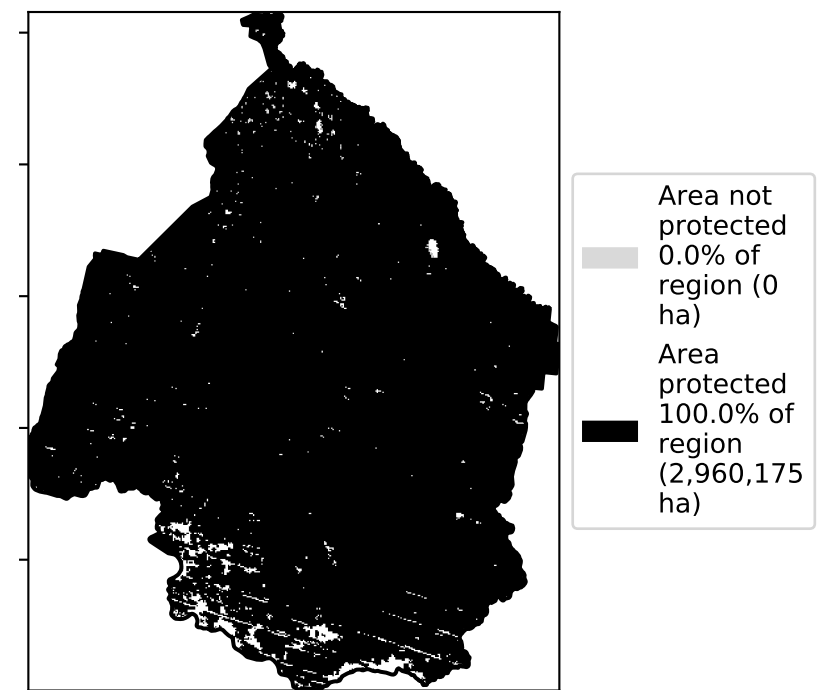 Area not
protected
0.0% of
region (0
ha)
Area
protected
100.0% of
region
(2,960,175
ha)